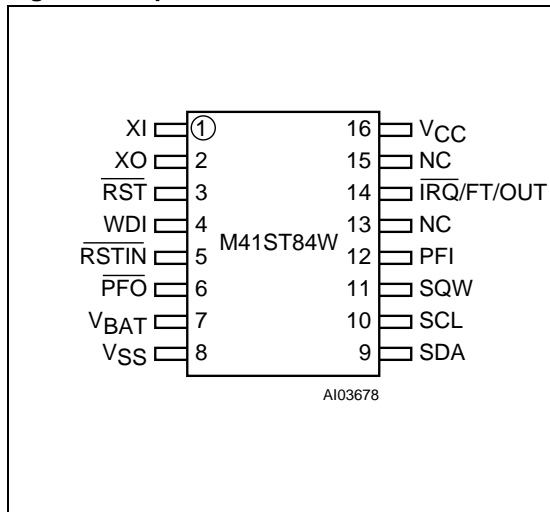 XI 1 16 VCC
XO 2 15 NC
RST 3 14 IRQ/FT/OUT
WDI 4 13 NC
RSTIN 5 M41ST84W 12 PFI
PFO 6 11 SQW
VBAT 7 10 SCL
VSS 8 9 SDA
AI03678